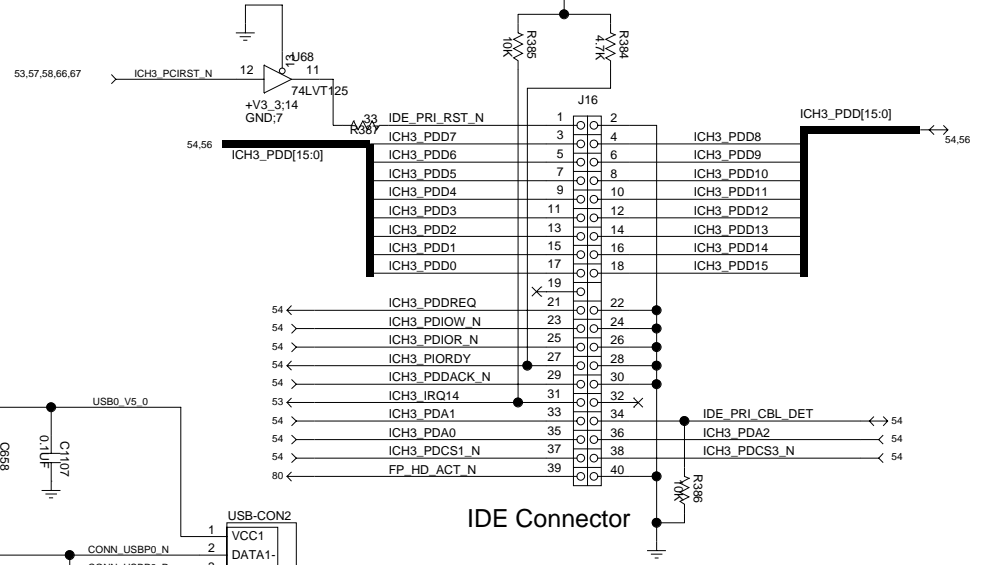 R385
10K
R384
4.7K
13
U68
53,57,58,66,67
ICH3_PCIRST_N
12
11
74LVT125
+V3_3;14
GND;7
J16
33
R387
IDE_PRI_RST_N
1
2
ICH3_PDD[15:0]
54,56
54,56
ICH3_PDD[15:0]
ICH3_PDD7
3
4
ICH3_PDD8
ICH3_PDD6
5
6
ICH3_PDD9
ICH3_PDD5
7
8
ICH3_PDD10
ICH3_PDD4
9
10
ICH3_PDD11
ICH3_PDD3
11
12
ICH3_PDD12
ICH3_PDD2
13
14
ICH3_PDD13
ICH3_PDD1
15
16
ICH3_PDD14
ICH3_PDD0
17
18
ICH3_PDD15
19
54
ICH3_PDDREQ
21
22
54
ICH3_PDIOW_N
23
24
54
ICH3_PDIOR_N
25
26
54
ICH3_PIORDY
27
28
54
ICH3_PDDACK_N
29
30
53
ICH3_IRQ14
31
32
54
ICH3_PDA1
33
34
IDE_PRI_CBL_DET
54
54
ICH3_PDA0
35
36
ICH3_PDA2
54
54
ICH3_PDCS1_N
37
38
ICH3_PDCS3_N
54
80
FP_HD_ACT_N
39
40
R386
10K
IDE Connector
USB0_V5_0
C658
C1107
0.1UF
USB-CON2
1
VCC1
CONN_USBP0_N
2
DATA1-